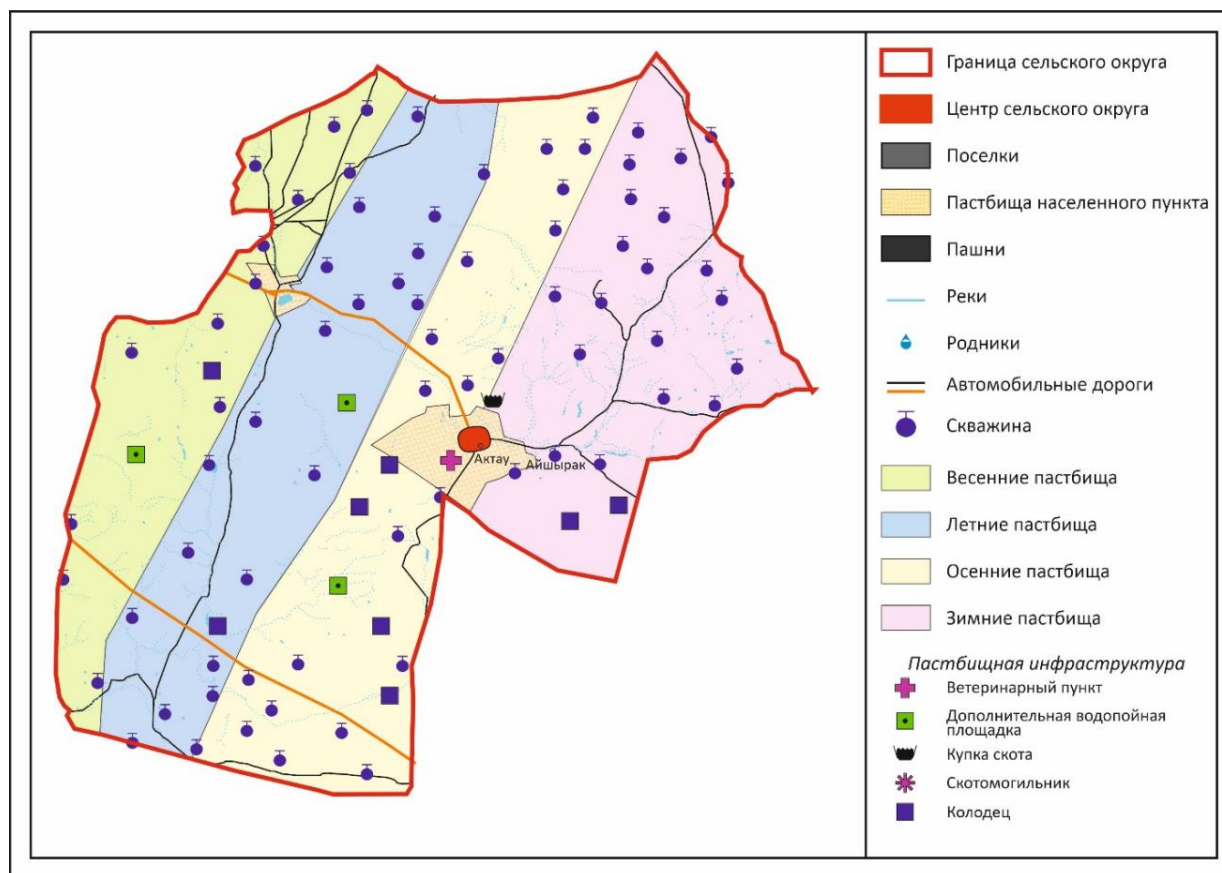 Актау
Айшырак
Граница сельского округа
Центр сельского округа
Поселки
Пастбища населенного пункта
Пашни
Реки
Родники
Автомобильные дороги
Скважина
Весенние пастбища
Летние пастбища
Осенние пастбища
Зимние пастбища
Пастбищная инфраструктура
Ветеринарный пункт
Дополнительная водопойная
площадка
Купка скота
Скотомогильник
Колодец